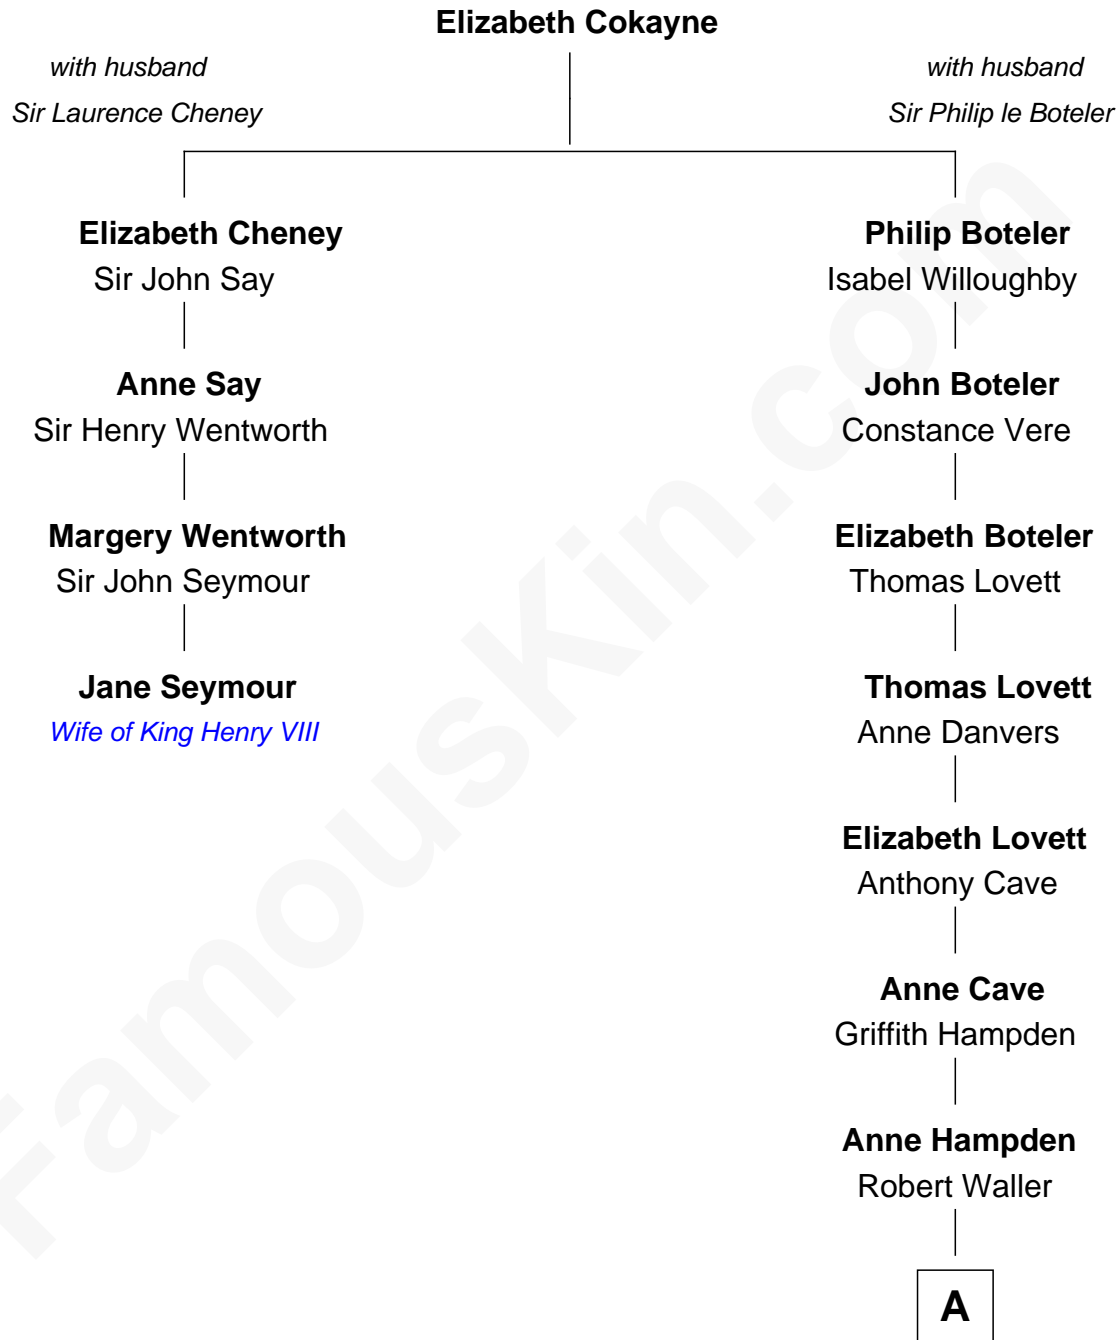 Elizabeth Cokayne
with husband
Sir Laurence Cheney
with husband
Sir Philip le Boteler
Elizabeth Cheney
Sir John Say
Anne Say
Sir Henry Wentworth
Margery Wentworth
Sir John Seymour
Jane Seymour
Wife of King Henry VIII
Philip Boteler
Isabel Willoughby
John Boteler
Constance Vere
Elizabeth Boteler
Thomas Lovett
Thomas Lovett
Anne Danvers
Elizabeth Lovett
Anthony Cave
Anne Cave
Griffith Hampden
Anne Hampden
Robert Waller
A
FamousKin.com